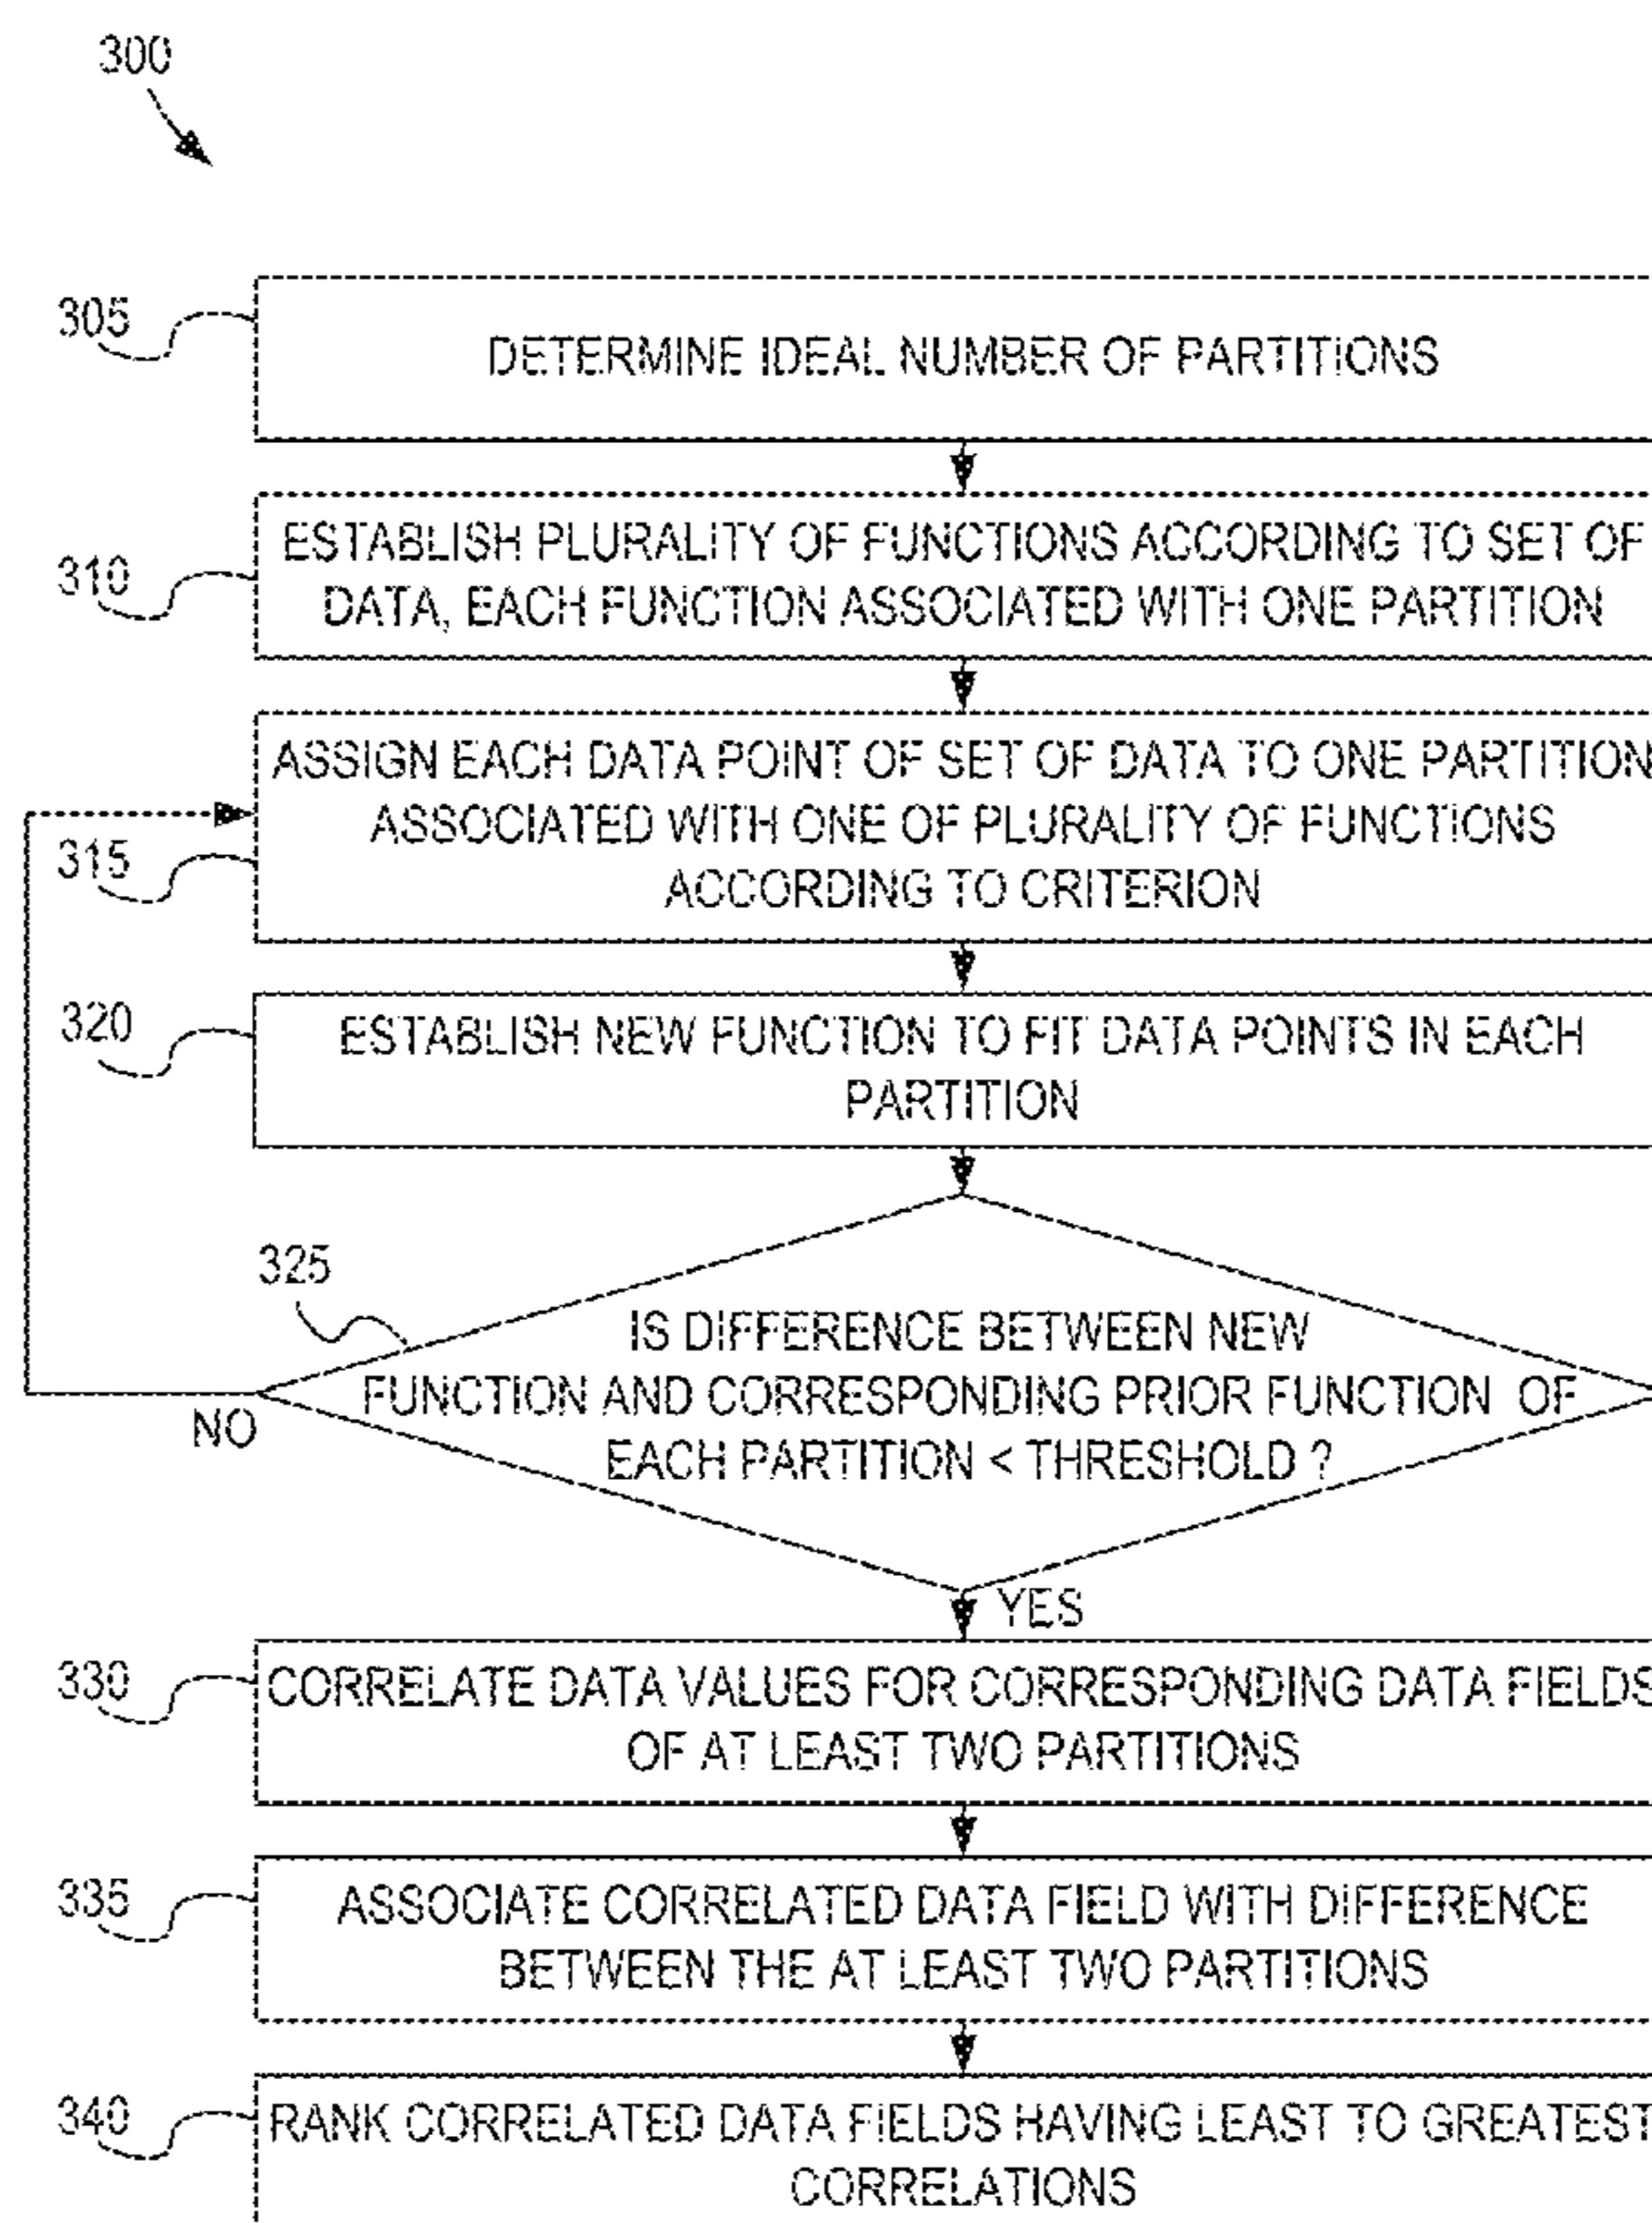 300
305
DETERMINE IDEAL NUMBER OF PARTITIONS
310
ESTABLISH PLURALITY OF FUNCTIONS ACCORDING TO SET OF
DATA, EACH FUNCTION ASSOCIATED WITH ONE PARTITION
315
ASSIGN EACH DATA POINT OF SET OF DATA TO ONE PARTITION
ASSOCIATED WITH ONE OF PLURALITY OF FUNCTIONS
ACCORDING TO CRITERION
320
ESTABLISH NEW FUNCTION TO FIT DATA POINTS IN EACH
PARTITION
325
IS DIFFERENCE BETWEEN NEW
FUNCTION AND CORRESPONDING PRIOR FUNCTION OF
EACH PARTITION < THRESHOLD ?
NO
YES
330
CORRELATE DATA VALUES FOR CORRESPONDING DATA FIELDS
OF AT LEAST TWO PARTITIONS
335
ASSOCIATE CORRELATED DATA FIELD WITH DIFFERENCE
BETWEEN THE AT LEAST TWO PARTITIONS
340
RANK CORRELATED DATA FIELDS HAVING LEAST TO GREATEST
CORRELATIONS